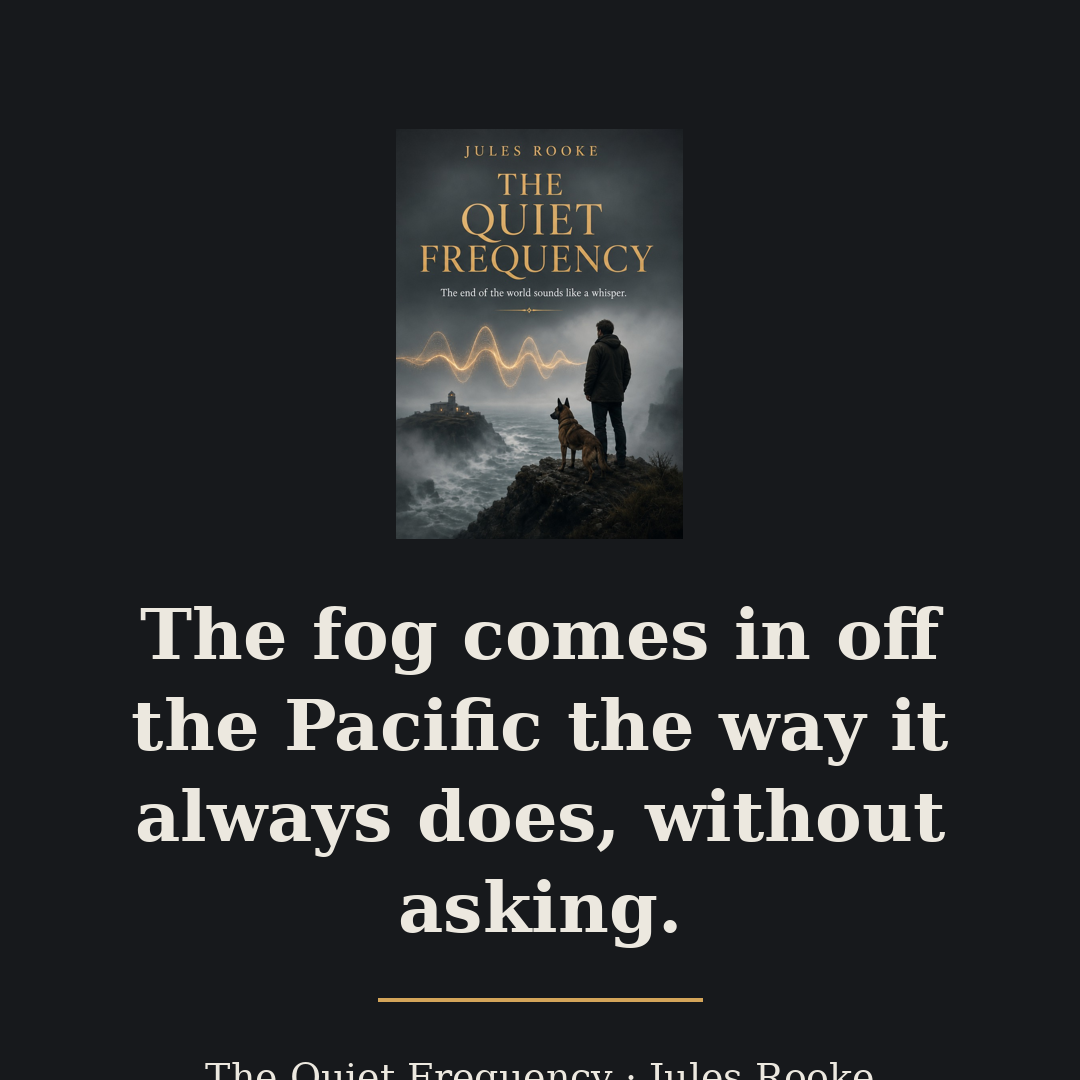 JULES ROOKE
THE
QUIET
FREQUENCY
The end of the world sounds like a whisper.
The fog comes in off
the Pacific the way it
always does, without
asking.
The Quiet Frequency · Jules Rooke